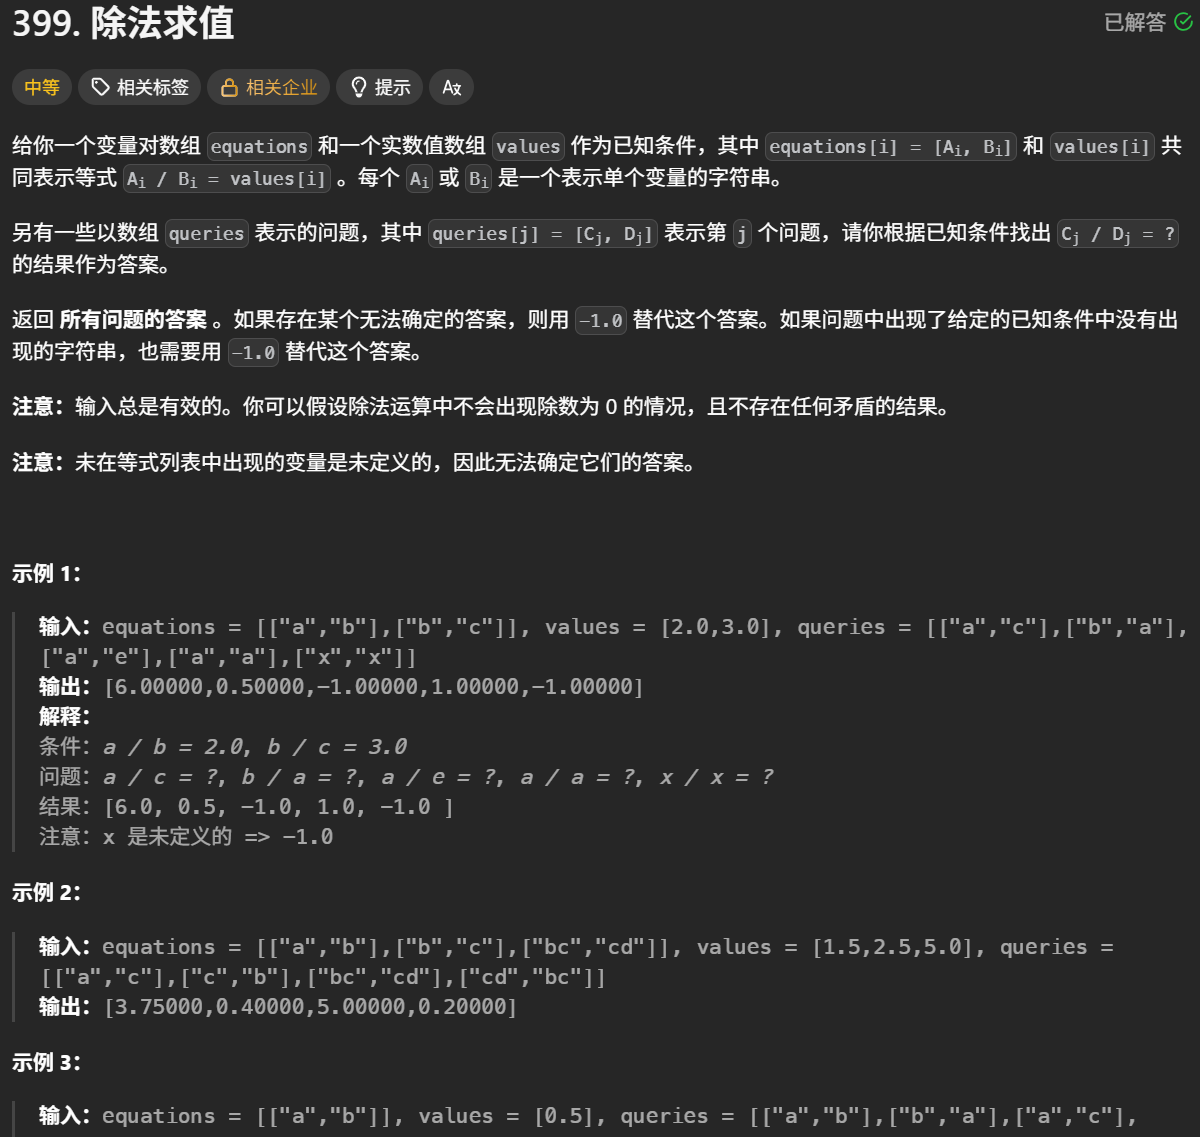 399. 除法求值
已解答
中等 相关标签 相关企业 提示 Az
给你一个变量对数组 equations 和一个实数值数组 values 作为已知条件，其中 equations[i] = [Aᵢ, Bᵢ] 和 values[i] 共
同表示等式 Aᵢ / Bᵢ = values[i] 。每个 Aᵢ 或 Bᵢ 是一个表示单个变量的字符串。
另有一些以数组 queries 表示的问题，其中 queries[j] = [Cⱼ, Dⱼ] 表示第 j 个问题，请你根据已知条件找出 Cⱼ / Dⱼ = ?
的结果作为答案。
返回 所有问题的答案 。如果存在某个无法确定的答案，则用 -1.0 替代这个答案。如果问题中出现了给定的已知条件中没有出
现的字符串，也需要用 -1.0 替代这个答案。
注意：输入总是有效的。你可以假设除法运算中不会出现除数为 0 的情况，且不存在任何矛盾的结果。
注意：未在等式列表中出现的变量是未定义的，因此无法确定它们的答案。
示例 1：
输入：equations = [["a","b"],["b","c"]], values = [2.0,3.0], queries = [["a","c"],["b","a"],
["a","e"],["a","a"],["x","x"]]
输出：[6.00000,0.50000,-1.00000,1.00000,-1.00000]
解释：
条件：a / b = 2.0, b / c = 3.0
问题：a / c = ?, b / a = ?, a / e = ?, a / a = ?, x / x = ?
结果：[6.0, 0.5, -1.0, 1.0, -1.0 ]
注意：x 是未定义的 => -1.0
示例 2：
输入：equations = [["a","b"],["b","c"],["bc","cd"]], values = [1.5,2.5,5.0], queries =
[["a","c"],["c","b"],["bc","cd"],["cd","bc"]]
输出：[3.75000,0.40000,5.00000,0.20000]
示例 3：
输入：equations = [["a","b"]], values = [0.5], queries = [["a","b"],["b","a"],["a","c"],